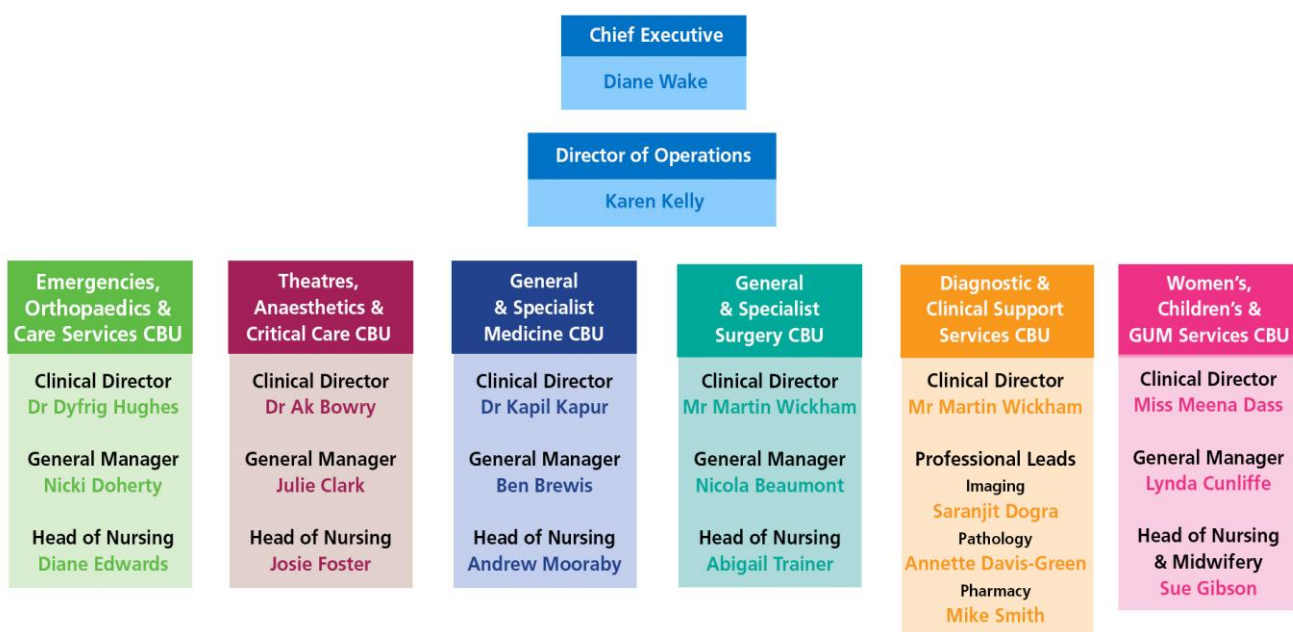 Chief Executive
Diane Wake
Director of Operations
Karen Kelly
Emergencies,
Orthopaedics &
Care Services CBU
Clinical Director
Dr Dyfrig Hughes
General Manager
Nicki Doherty
Head of Nursing
Diane Edwards
Theatres,
Anaesthetics &
Critical Care CBU
Clinical Director
Dr Ak Bowry
General Manager
Julie Clark
Head of Nursing
Josie Foster
General
& Specialist
Medicine CBU
Clinical Director
Dr Kapil Kapur
General Manager
Ben Brewis
Head of Nursing
Andrew Mooraby
General
& Specialist
Surgery CBU
Clinical Director
Mr Martin Wickham
General Manager
Nicola Beaumont
Head of Nursing
Abigail Trainer
Diagnostic &
Clinical Support
Services CBU
Clinical Director
Mr Martin Wickham
Professional Leads
Imaging
Saranjit Dogra
Pathology
Annette Davis-Green
Pharmacy
Mike Smith
Women's,
Children's &
GUM Services CBU
Clinical Director
Miss Meena Dass
General Manager
Lynda Cunliffe
Head of Nursing
& Midwifery
Sue Gibson